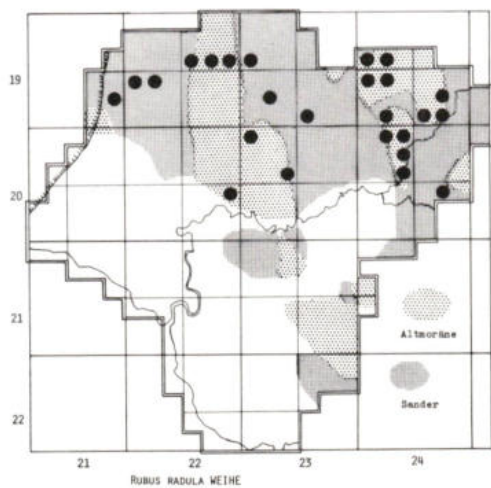 19
20
21
Altmoräne
Sander
22
21 22 23 24
RUBUS RADULA WEIHE